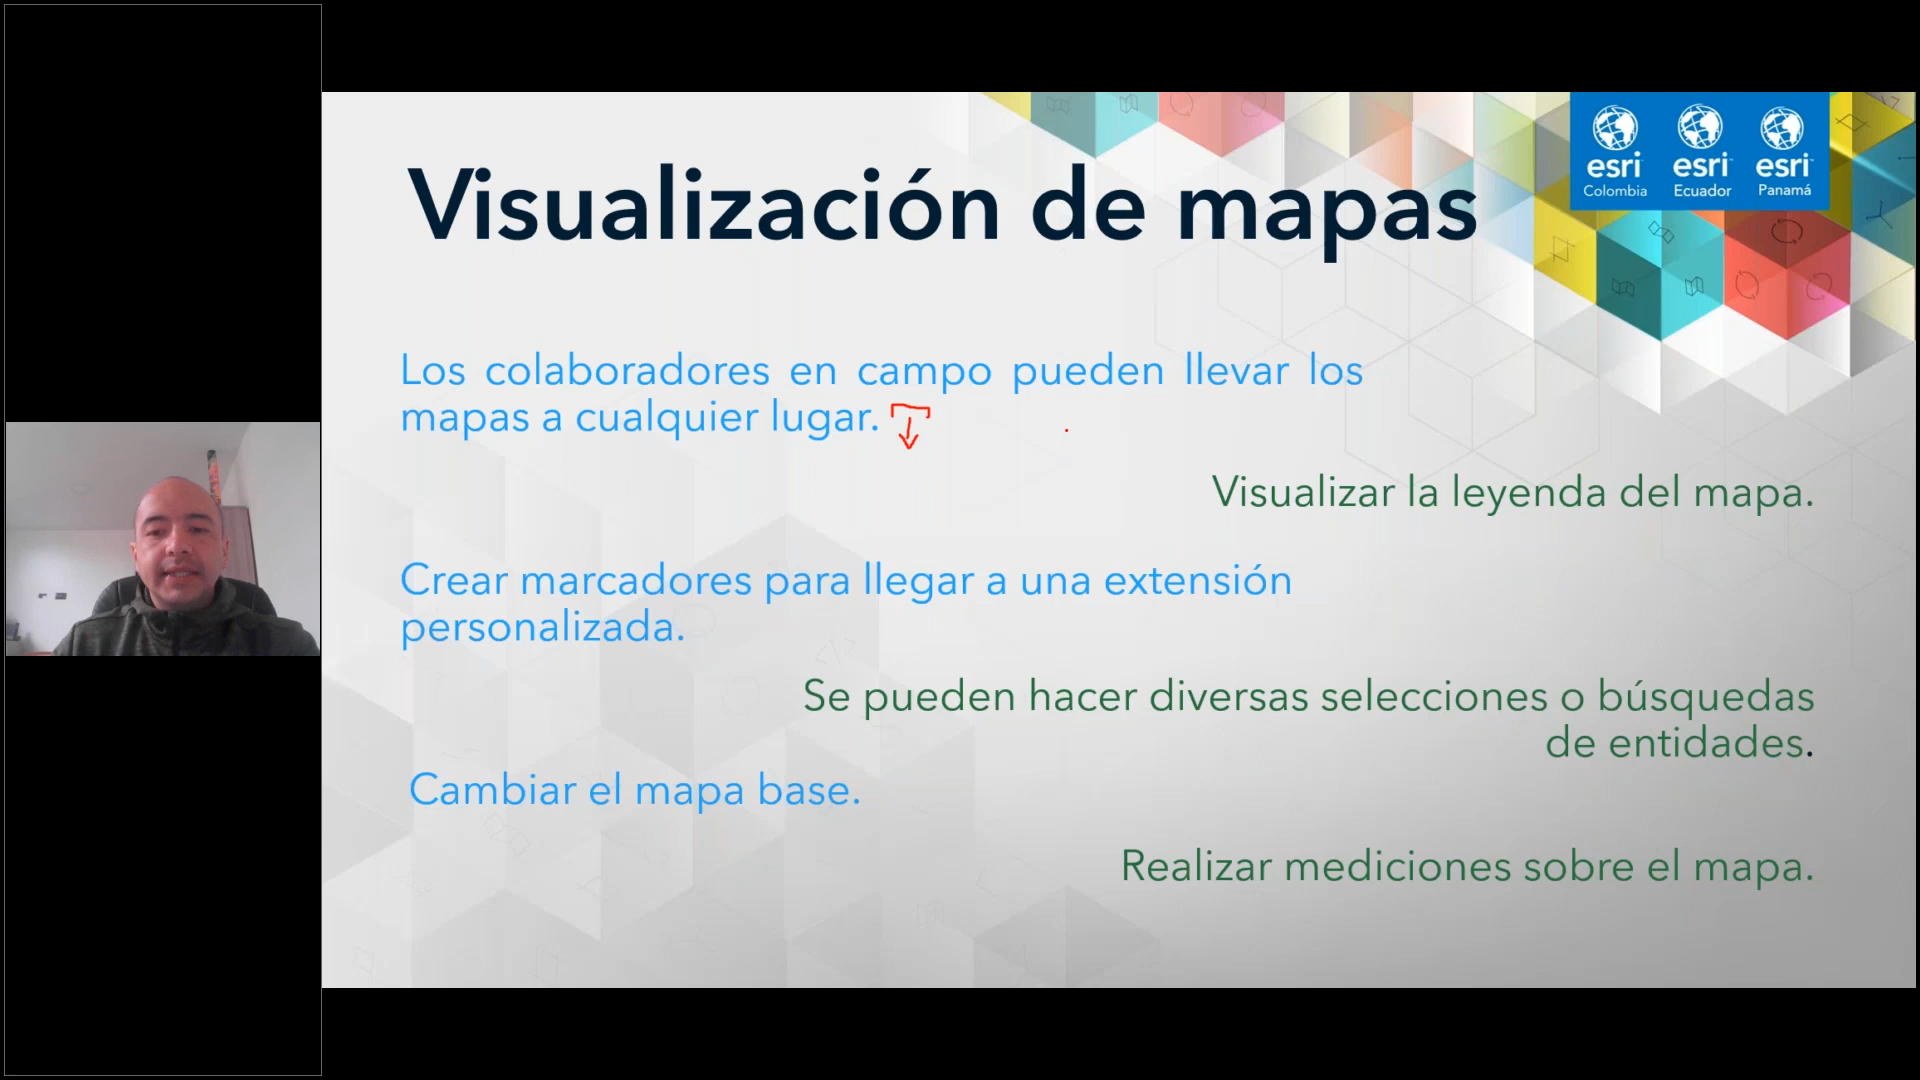 esri esri esri
Colombia Ecuador Panamá
Visualización de mapas
Los colaboradores en campo pueden llevar los
mapas a cualquier lugar.
Visualizar la leyenda del mapa.
Crear marcadores para llegar a una extensión
personalizada.
Se pueden hacer diversas selecciones o búsquedas
de entidades.
Cambiar el mapa base.
Realizar mediciones sobre el mapa.